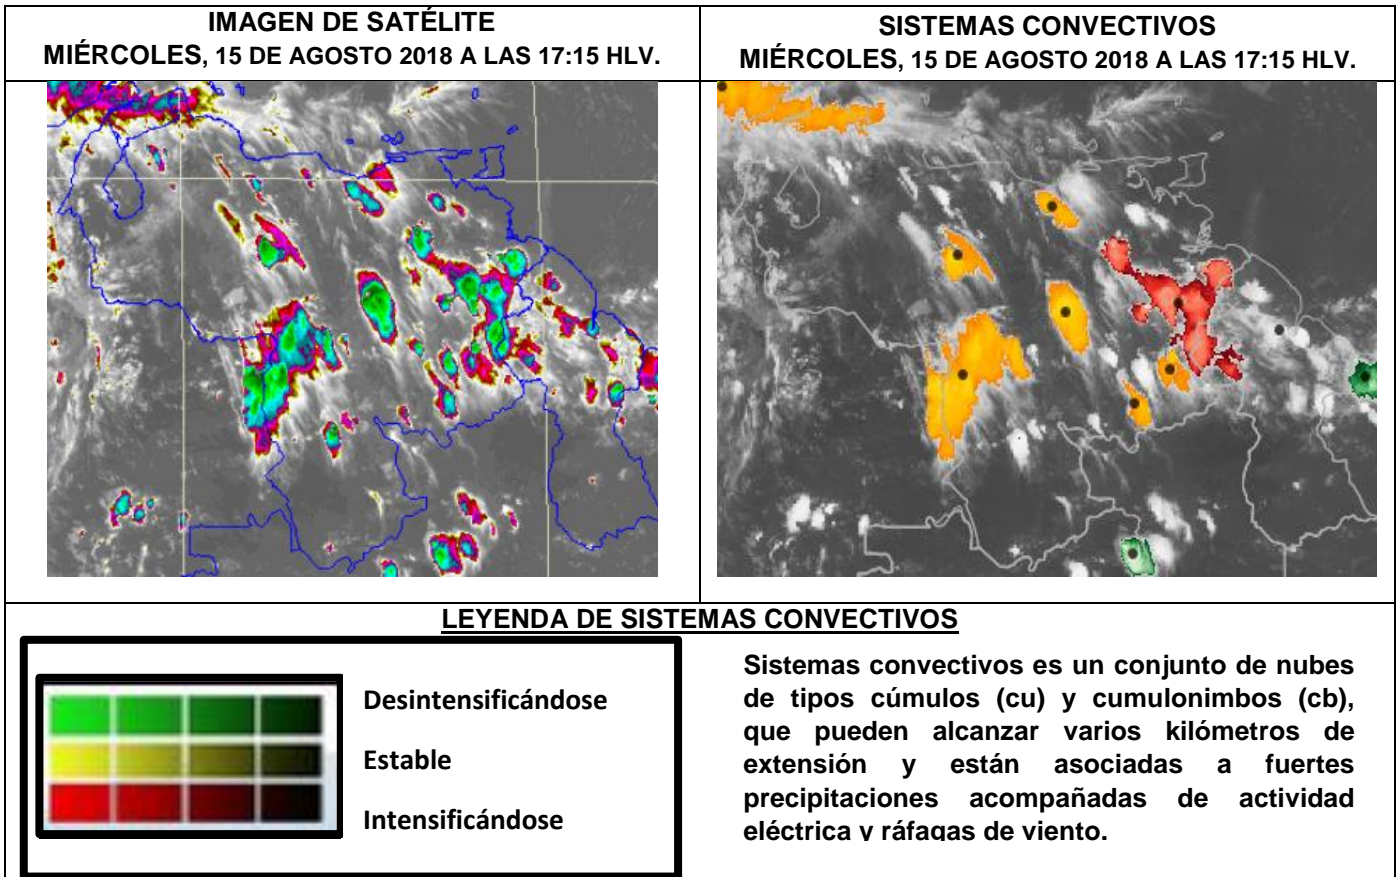 IMAGEN DE SATÉLITE
MIÉRCOLES, 15 DE AGOSTO 2018 A LAS 17:15 HLV.
SISTEMAS CONVECTIVOS
MIÉRCOLES, 15 DE AGOSTO 2018 A LAS 17:15 HLV.
LEYENDA DE SISTEMAS CONVECTIVOS
Desintensificándose
Estable
Intensificándose
Sistemas convectivos es un conjunto de nubes
de tipos cúmulos (cu) y cumulonimbos (cb),
que pueden alcanzar varios kilómetros de
extensión y están asociadas a fuertes
precipitaciones acompañadas de actividad
eléctrica y ráfagas de viento.